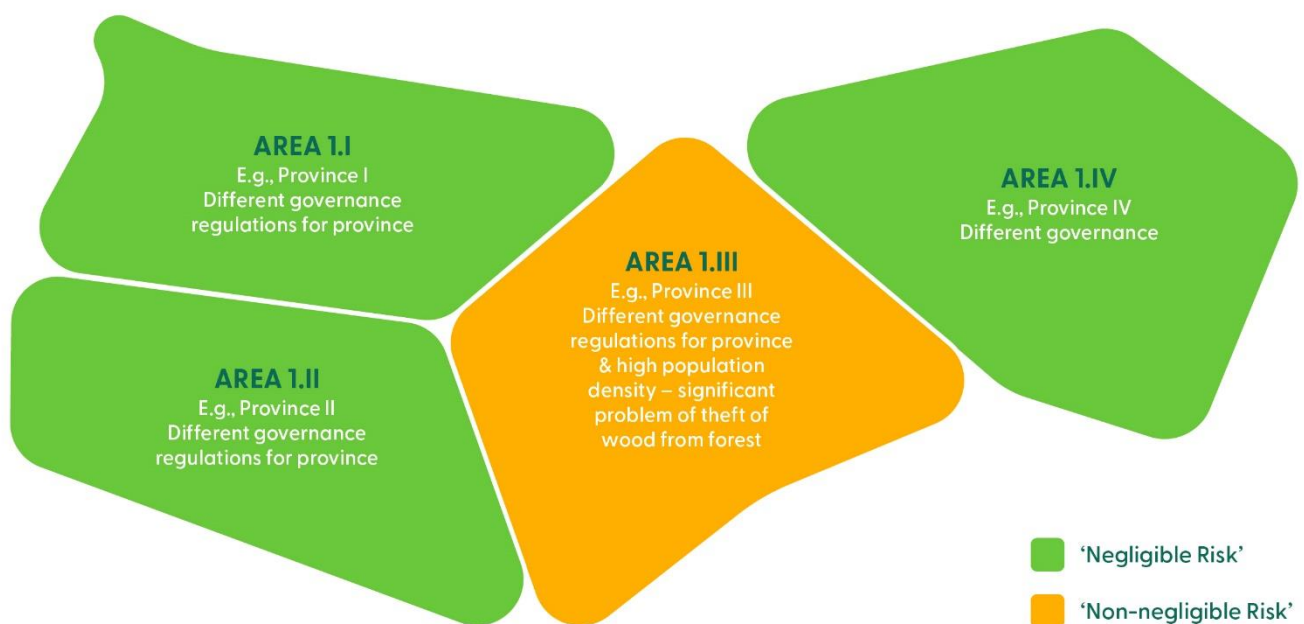 AREA 1.I
E.g., Province I
Different governance
regulations for province
AREA 1.II
E.g., Province II
Different governance
regulations for province
AREA 1.III
E.g., Province III
Different governance
regulations for province
& high population
density – significant
problem of theft of
wood from forest
AREA 1.IV
E.g., Province IV
Different governance
‘Negligible Risk’
‘Non-negligible Risk’